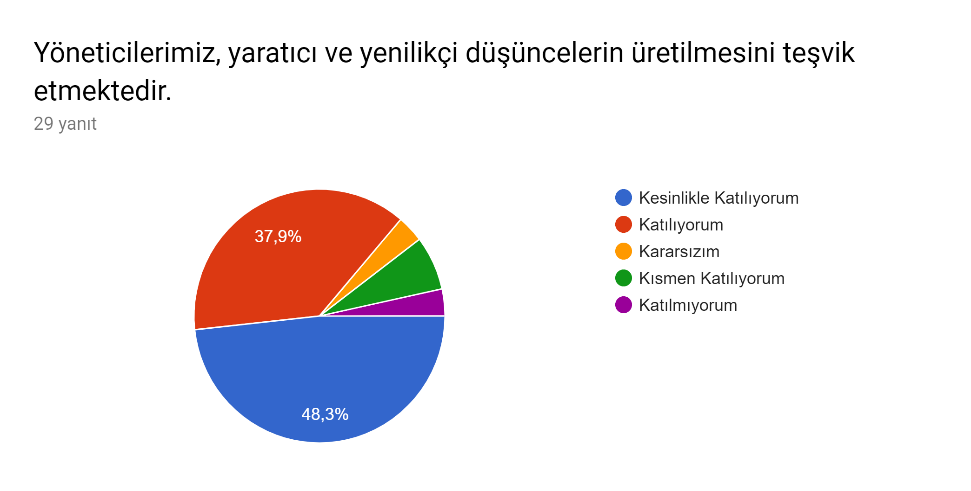 Yöneticilerimiz, yaratıcı ve yenilikçi düşüncelerin üretilmesini teşvik
etmektedir.
29 yanıt
37,9%
48,3%
Kesinlikle Katılıyorum
Katılıyorum
Kararsızım
Kısmen Katılıyorum
Katılmıyorum